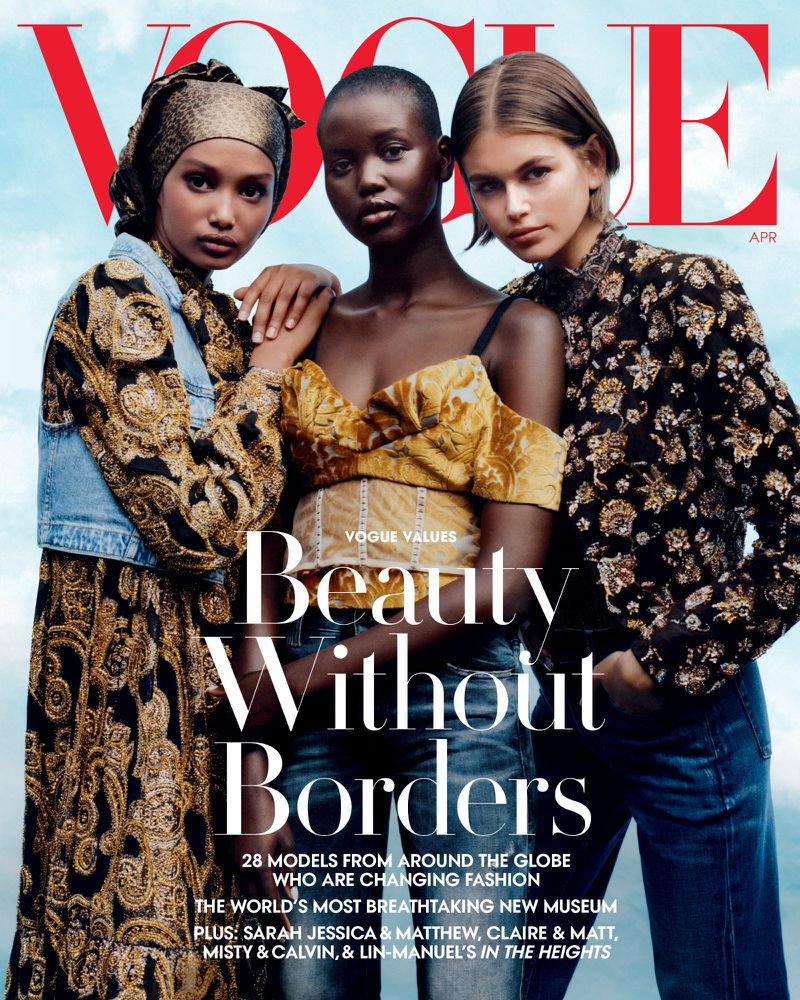 VOGUE
APR
VOGUE VALUES
Beauty
Without
Borders
28 MODELS FROM AROUND THE GLOBE
WHO ARE CHANGING FASHION
THE WORLD'S MOST BREATHTAKING NEW MUSEUM
PLUS: SARAH JESSICA & MATTHEW, CLAIRE & MATT,
MISTY & CALVIN, & LIN-MANUEL'S IN THE HEIGHTS